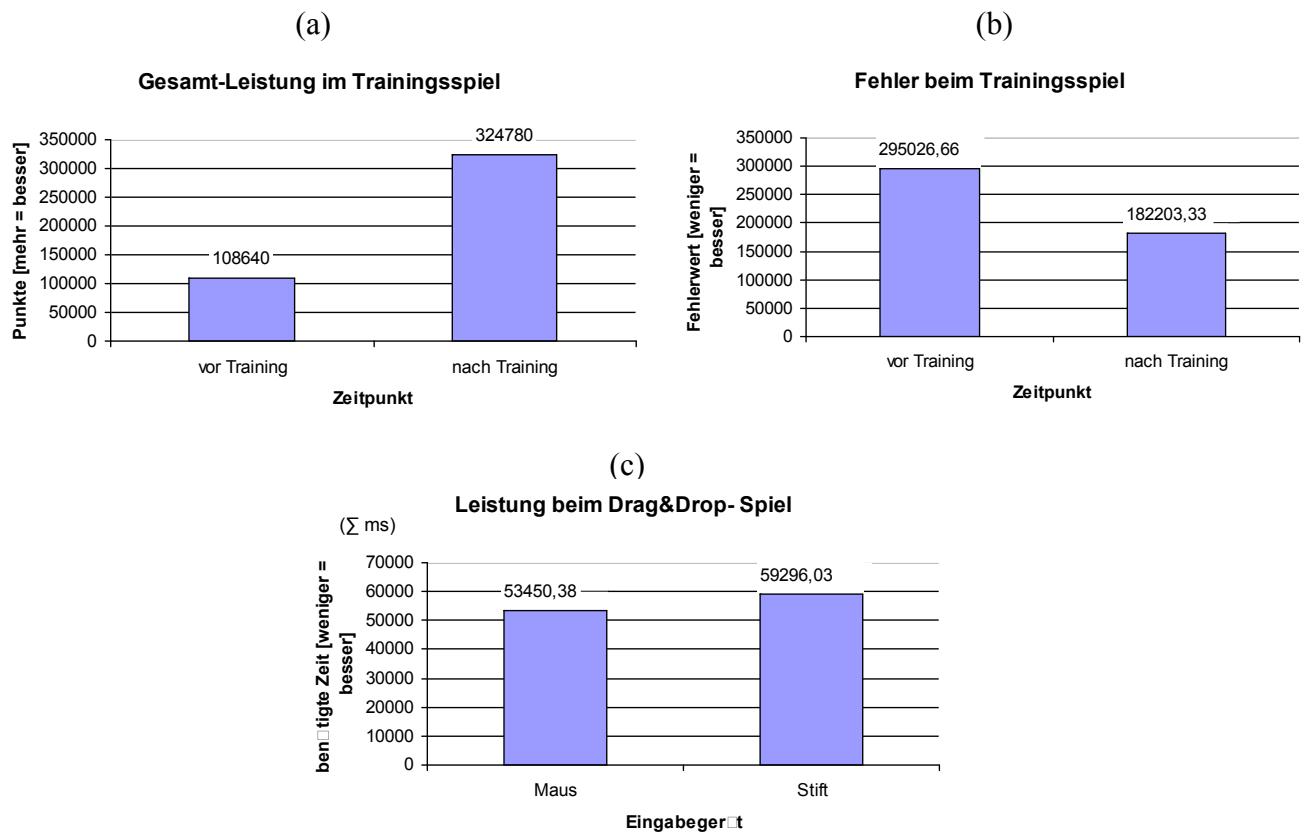 (a)
Gesamt-Leistung im Trainingsspiel
Punkte [mehr = besser]
350000
300000
250000
200000
150000
100000
50000
0
108640
324780
vor Training
nach Training
Zeitpunkt
(b)
Fehler beim Trainingsspiel
Fehlerwert [weniger =
besser]
350000
300000
250000
200000
150000
100000
50000
0
295026,66
182203,33
vor Training
nach Training
Zeitpunkt
(c)
Leistung beim Drag&Drop- Spiel
(∑ ms)
ben□tigte Zeit [weniger =
besser]
70000
60000
50000
40000
30000
20000
10000
0
53450,38
59296,03
Maus
Stift
Eingabeger□t